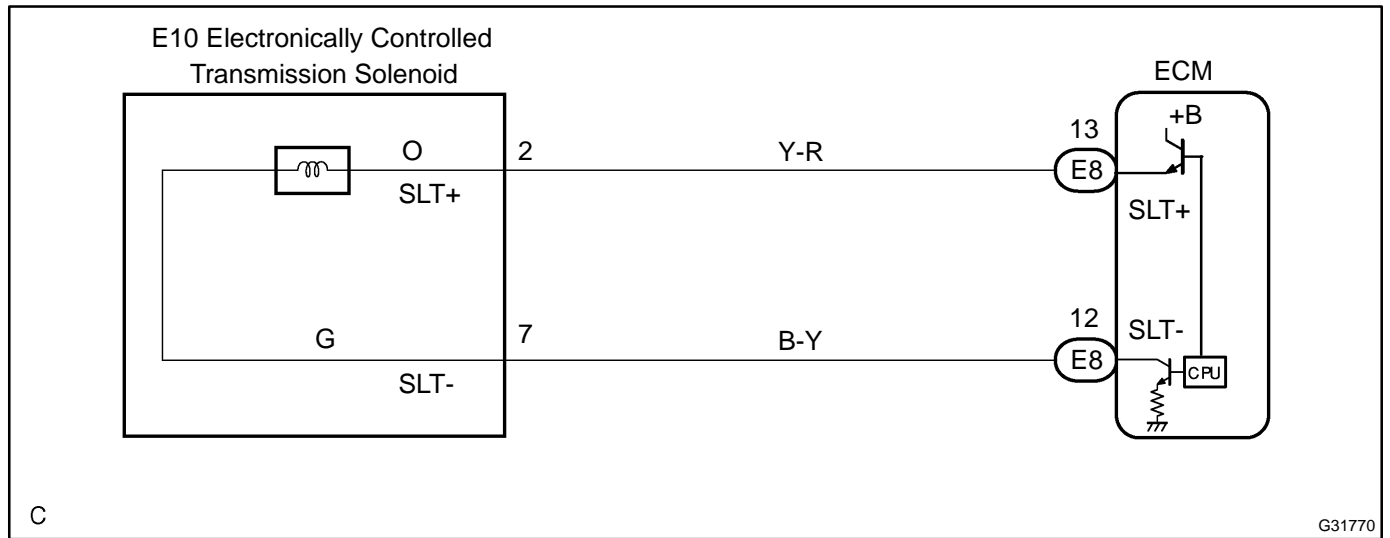 E10 Electronically Controlled
Transmission Solenoid
ECM
+B
O
2
Y-R
13
E8
SLT+
SLT+
G
7
B-Y
12
E8
SLT-
SLT-
CPU
C
G31770